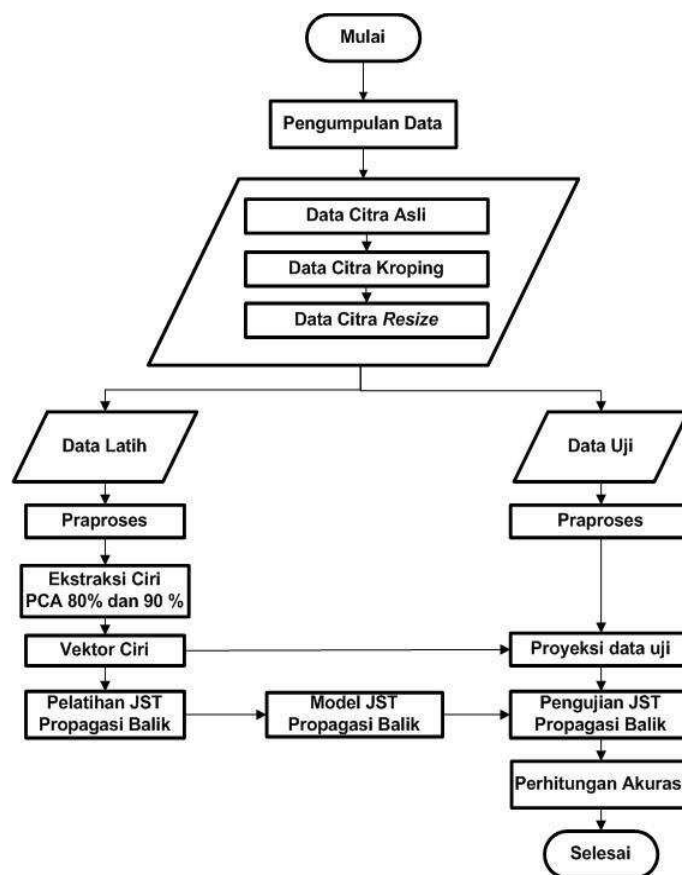 Mulai
Pengumpulan Data
Data Citra Asli
Data Citra Kroping
Data Citra Resize
Data Latih
Data Uji
Praproses
Praproses
Ekstraksi Ciri
PCA 80% dan 90 %
Vektor Ciri
Proyeksi data uji
Pelatihan JST
Propagasi Balik
Model JST
Propagasi Balik
Pengujian JST
Propagasi Balik
Perhitungan Akuras
Selesai